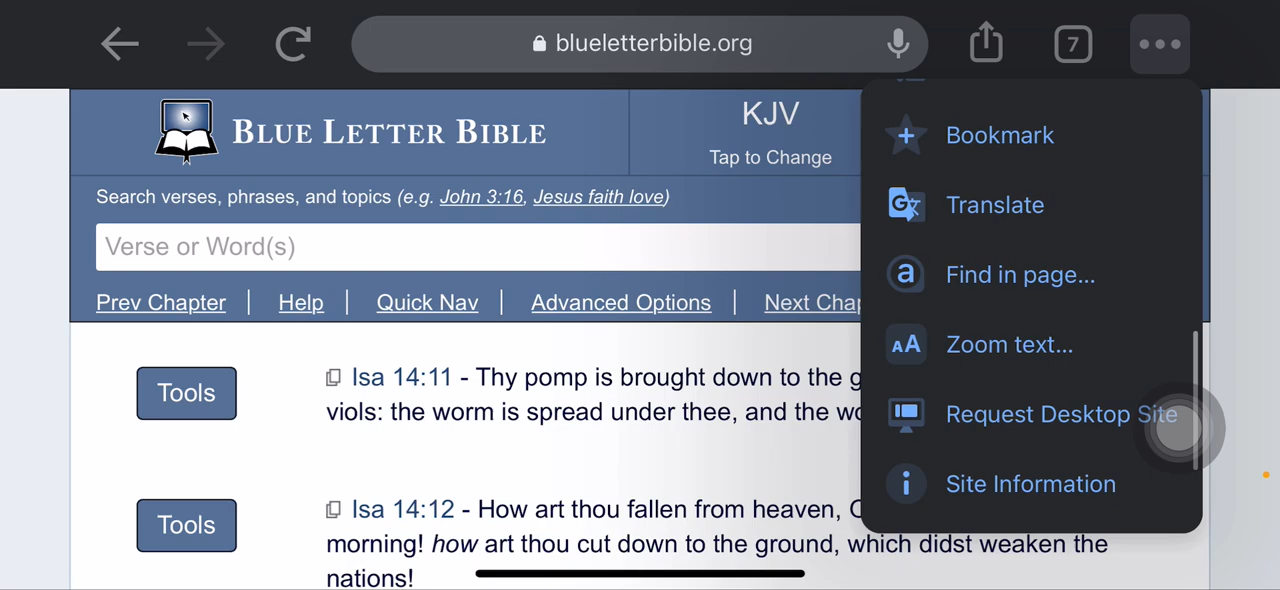 blueletterbible.org
7
BLUE LETTER BIBLE
KJV
Tap to Change
Search verses, phrases, and topics (e.g. John 3:16, Jesus faith love)
Verse or Word(s)
Prev Chapter | Help | Quick Nav | Advanced Options | Next Chap
Tools
Isa 14:11 - Thy pomp is brought down to the g
viols: the worm is spread under thee, and the wo
Tools
Isa 14:12 - How art thou fallen from heaven, O
morning! how art thou cut down to the ground, which didst weaken the
nations!
Bookmark
Translate
Find in page...
Zoom text...
Request Desktop Site
Site Information